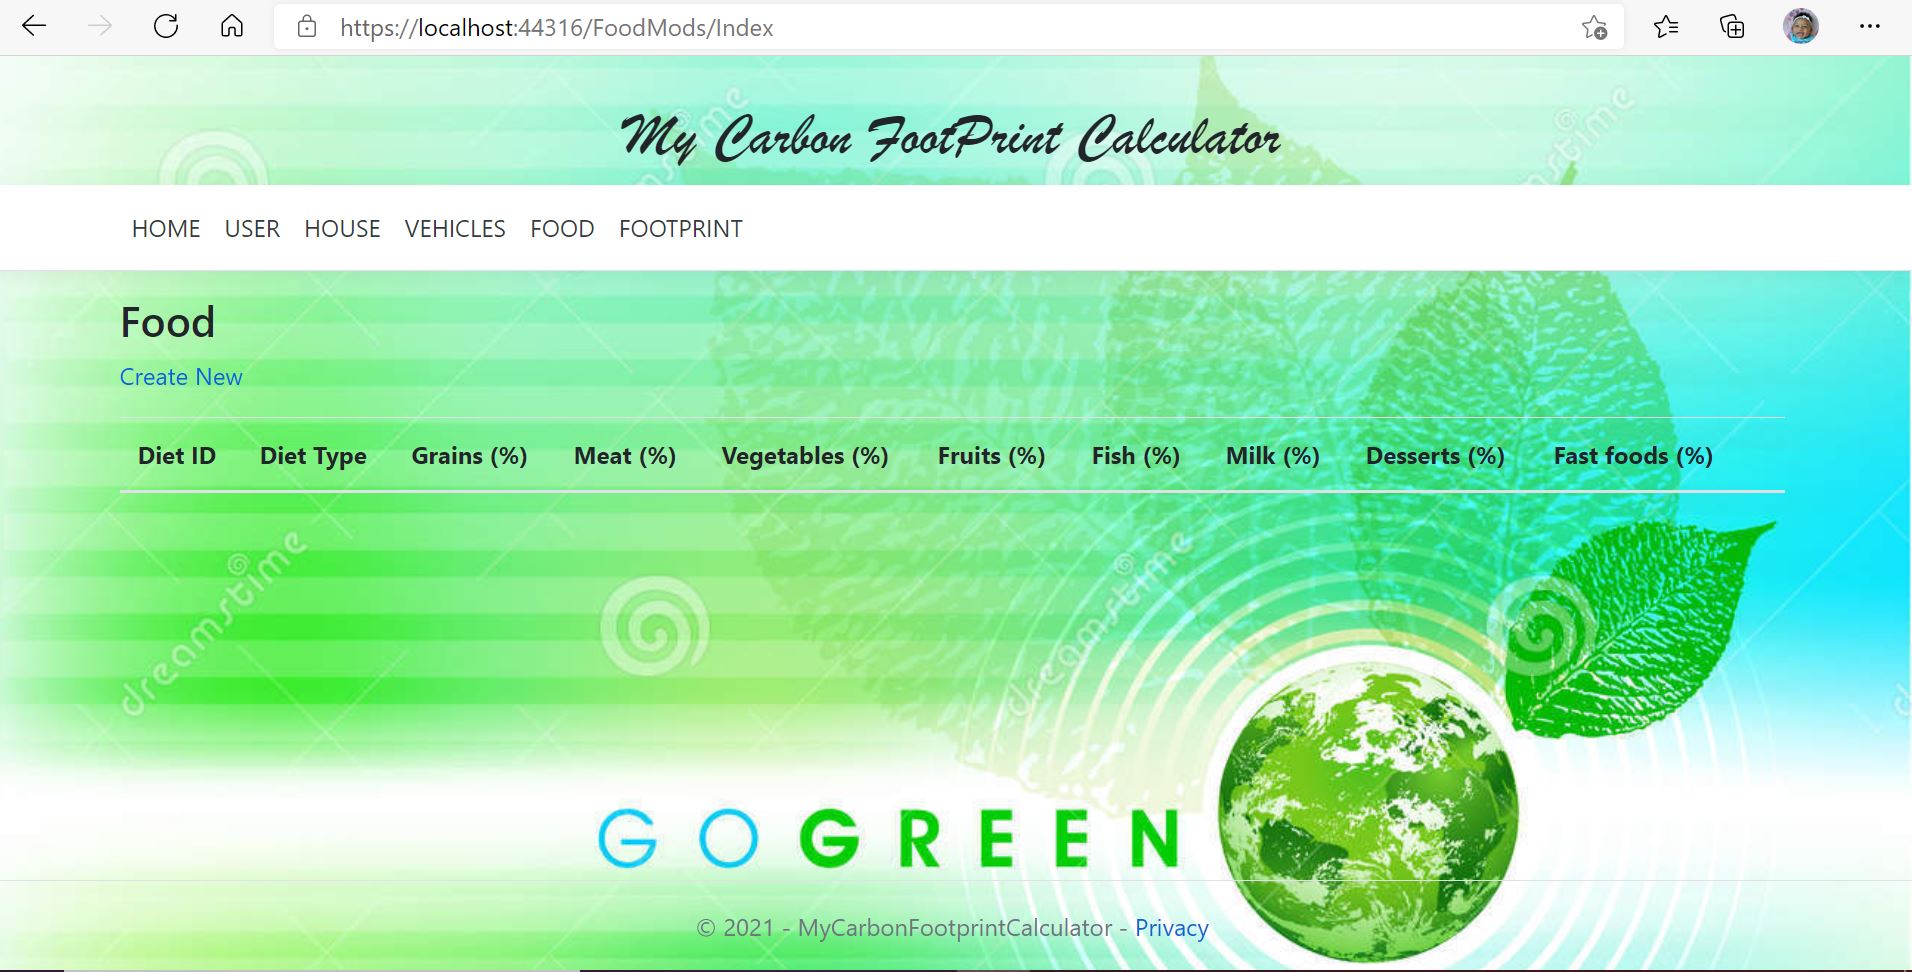 https://localhost:44316/FoodMods/Index
My Carbon FootPrint Calculator
HOME USER HOUSE VEHICLES FOOD FOOTPRINT
Food
Create New
Diet ID Diet Type Grains (%) Meat (%) Vegetables (%) Fruits (%) Fish (%) Milk (%) Desserts (%) Fast foods (%)
dreamstime
dreamstime
GO GREEN
© 2021 - MyCarbonFootprintCalculator - Privacy